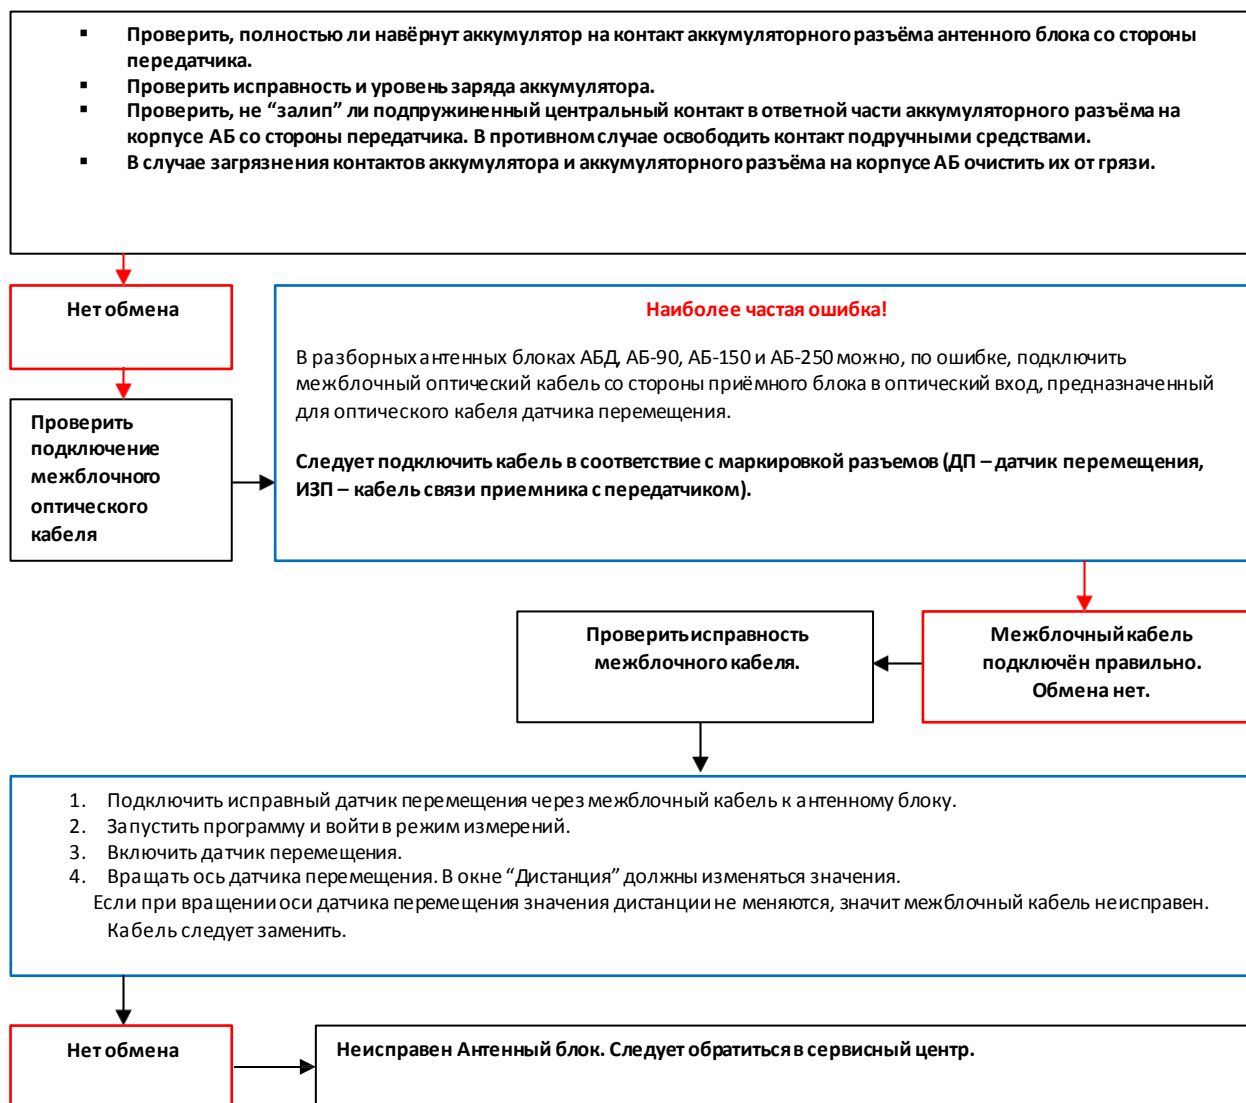 ▪ Проверить, полностью ли навёрнут аккумулятор на контакт аккумуляторного разъёма антенного блока со стороны
передатчика.
▪ Проверить исправность и уровень заряда аккумулятора.
▪ Проверить, не “залип” ли подпружиненный центральный контакт в ответной части аккумуляторного разъёма на
корпусе АБ со стороны передатчика. В противном случае освободить контакт подручными средствами.
▪ В случае загрязнения контактов аккумулятора и аккумуляторного разъёма на корпусе АБ очистить их от грязи.
Нет обмена
Наиболее частая ошибка!
В разборных антенных блоках АБД, АБ-90, АБ-150 и АБ-250 можно, по ошибке, подключить
межблочный оптический кабель со стороны приёмного блока в оптический вход, предназначенный
для оптического кабеля датчика перемещения.
Следует подключить кабель в соответствие с маркировкой разъемов (ДП – датчик перемещения,
ИЗП – кабель связи приемника с передатчиком).
Проверить
подключение
межблочного
оптического
кабеля
Проверить исправность
межблочного кабеля.
Межблочный кабель
подключён правильно.
Обмена нет.
1. Подключить исправный датчик перемещения через межблочный кабель к антенному блоку.
2. Запустить программу и войти в режим измерений.
3. Включить датчик перемещения.
4. Вращать ось датчика перемещения. В окне “Дистанция” должны изменяться значения.
Если при вращении оси датчика перемещения значения дистанции не меняются, значит межблочный кабель неисправен.
Кабель следует заменить.
Нет обмена
Неисправен Антенный блок. Следует обратиться в сервисный центр.